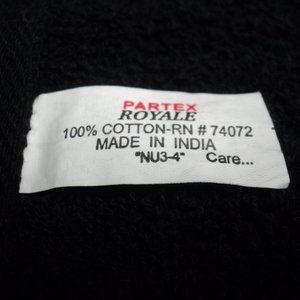 PARTEX
ROYALE
100% COTTON-RN # 74072
MADE IN INDIA
"NU3-4" Care...